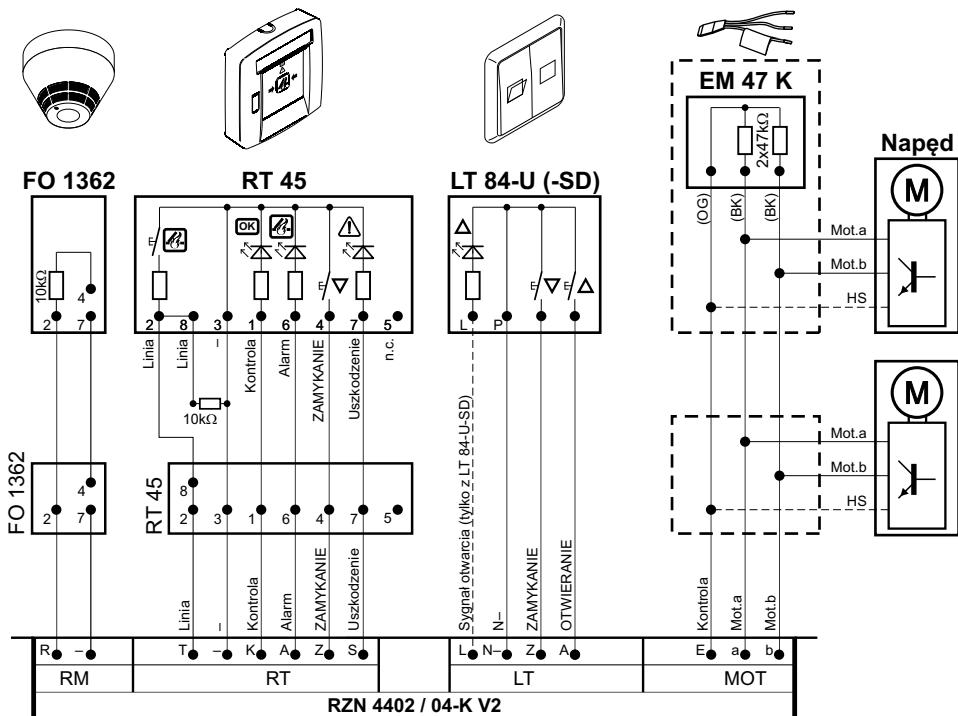 EM 47 K
2x47kΩ
(OG)
(BK)
(BK)
Napęd
M
Mot.a
Mot.b
HS
FO 1362
RT 45
LT 84-U (-SD)
10kΩ
4
2
7
OK
2
8
3
1
6
4
7
5
L
P
Linia
Linia
–
Kontrola
Alarm
ZAMYKANIE
Uszkodzenie
n.c.
10kΩ
Sygnał otwarcia (tylko z LT 84-U-SD)
M
Mot.a
Mot.b
HS
FO 1362
4
2
7
RT 45
8
2
3
1
6
4
7
5
Linia
–
Kontrola
Alarm
ZAMYKANIE
Uszkodzenie
N–
ZAMYKANIE
OTWIERANIE
Kontrola
Mot.a
Mot.b
R
–
T
–
K
A
Z
S
L
N–
Z
A
E
a
b
RM
RT
LT
MOT
RZN 4402 / 04-K V2